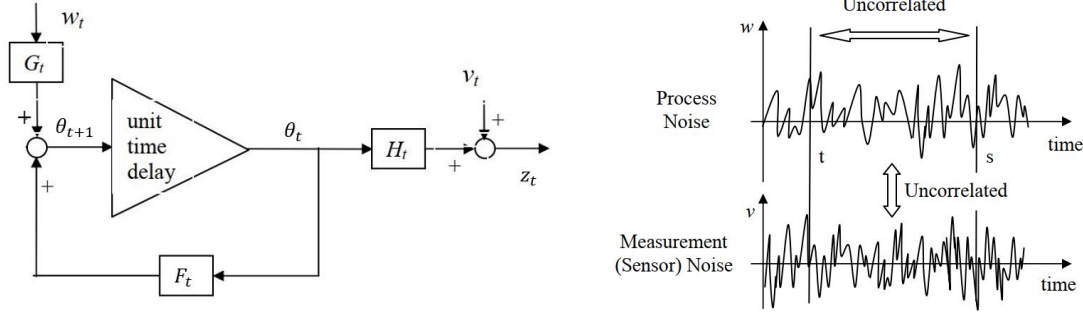 w_t
G_t
+
θ_{t+1}
+
unit
time
delay
θ_t
H_t
v_t
+
+
z_t
F_t
Uncorrelated
w
Process
Noise
time
t
s
Uncorrelated
v
Measurement
(Sensor) Noise
time